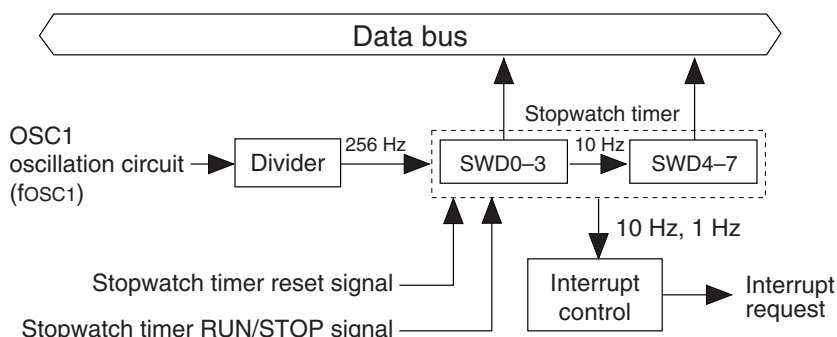 Data bus
Stopwatch timer
OSC1
oscillation circuit
(fOSC1)
Divider
256 Hz
SWD0–3
10 Hz
SWD4–7
10 Hz, 1 Hz
Stopwatch timer reset signal
Interrupt
control
Interrupt
request
Stopwatch timer RUN/STOP signal